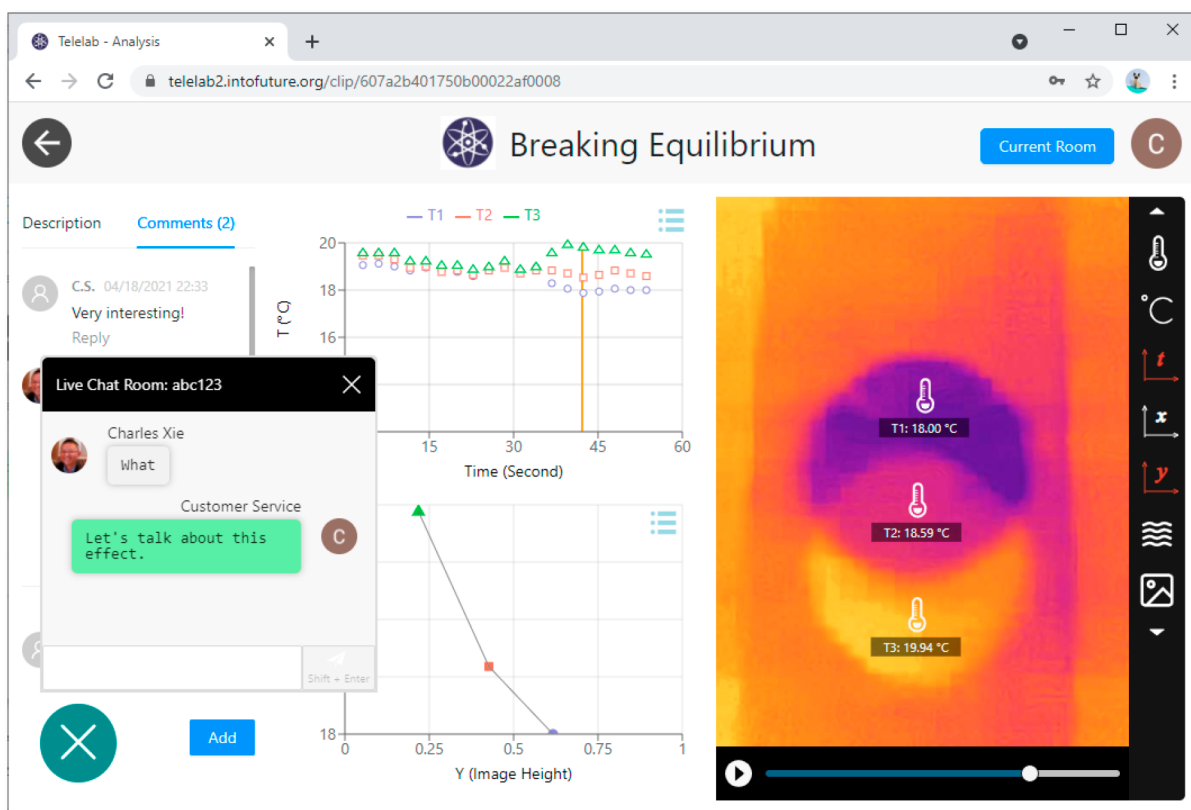 Telelab - Analysis
telelab2.intofuture.org/clip/607a2b401750b00022af0008
Breaking Equilibrium
Current Room
C
Description
Comments (2)
C.S. 04/18/2021 22:33
Very interesting!
Reply
Live Chat Room: abc123
Charles Xie
What
Customer Service
Let's talk about this
effect.
C
Shift + Enter
Add
T1 T2 T3
20
18
16
T (°C)
15 30 45 60
Time (Second)
18
0 0.25 0.5 0.75 1
Y (Image Height)
T1: 18.00 °C
T2: 18.59 °C
T3: 19.94 °C
°C
t
x
y